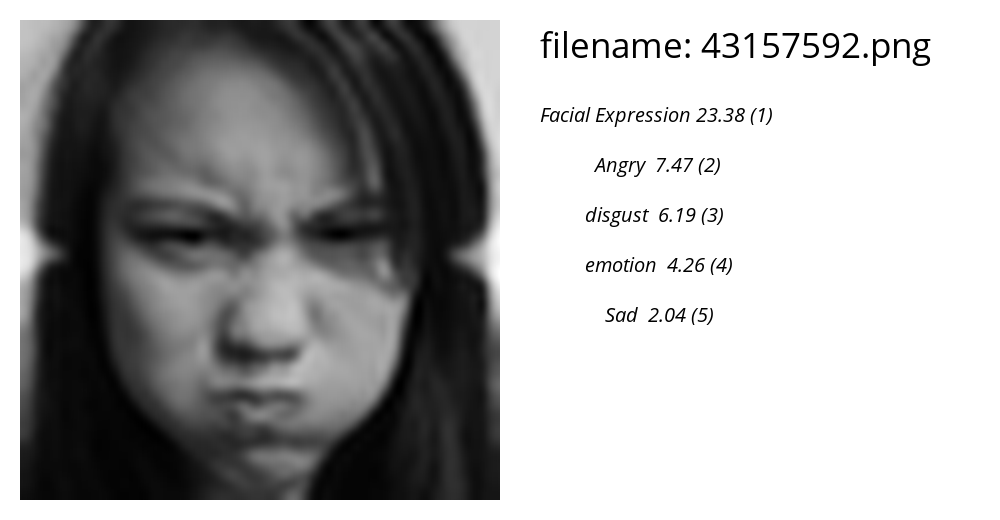 filename: 43157592.png
Facial Expression 23.38 (1)
Angry 7.47 (2)
disgust 6.19 (3)
emotion 4.26 (4)
Sad 2.04 (5)